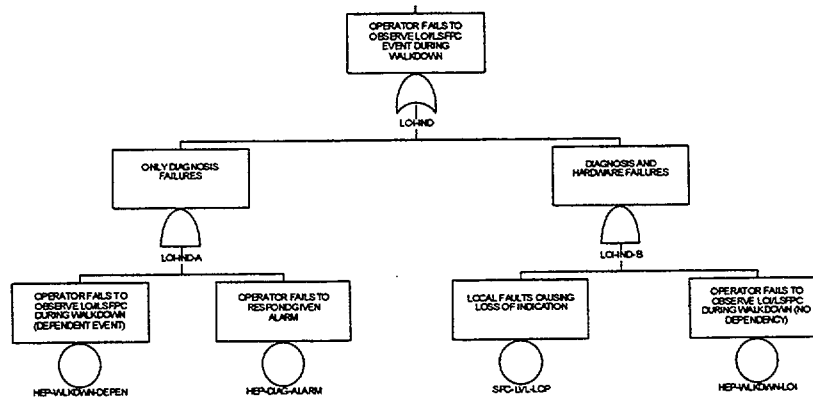 OPERATOR FAILS TO
OBSERVE LOI/LSFPC
EVENT DURING
WALKDOWN
LOI-IND
ONLY DIAGNOSIS
FAILURES
DIAGNOSIS AND
HARDWARE FAILURES
LOI-IND-A
LOI-IND-B
OPERATOR FAILS TO
OBSERVE LOI/LSFPC
DURING WALKDOWN
(DEPENDENT EVENT)
OPERATOR FAILS TO
RESPOND GIVEN
ALARM
LOCAL FAULTS CAUSING
LOSS OF INDICATION
OPERATOR FAILS TO
OBSERVE LOI/LSFPC
DURING WALKDOWN (NO
DEPENDENCY)
HEP-WLKDWN-DEPEN
HEP-DIAG-ALARM
SPC-LVL-LOP
HEP-WLKDWN-LOI